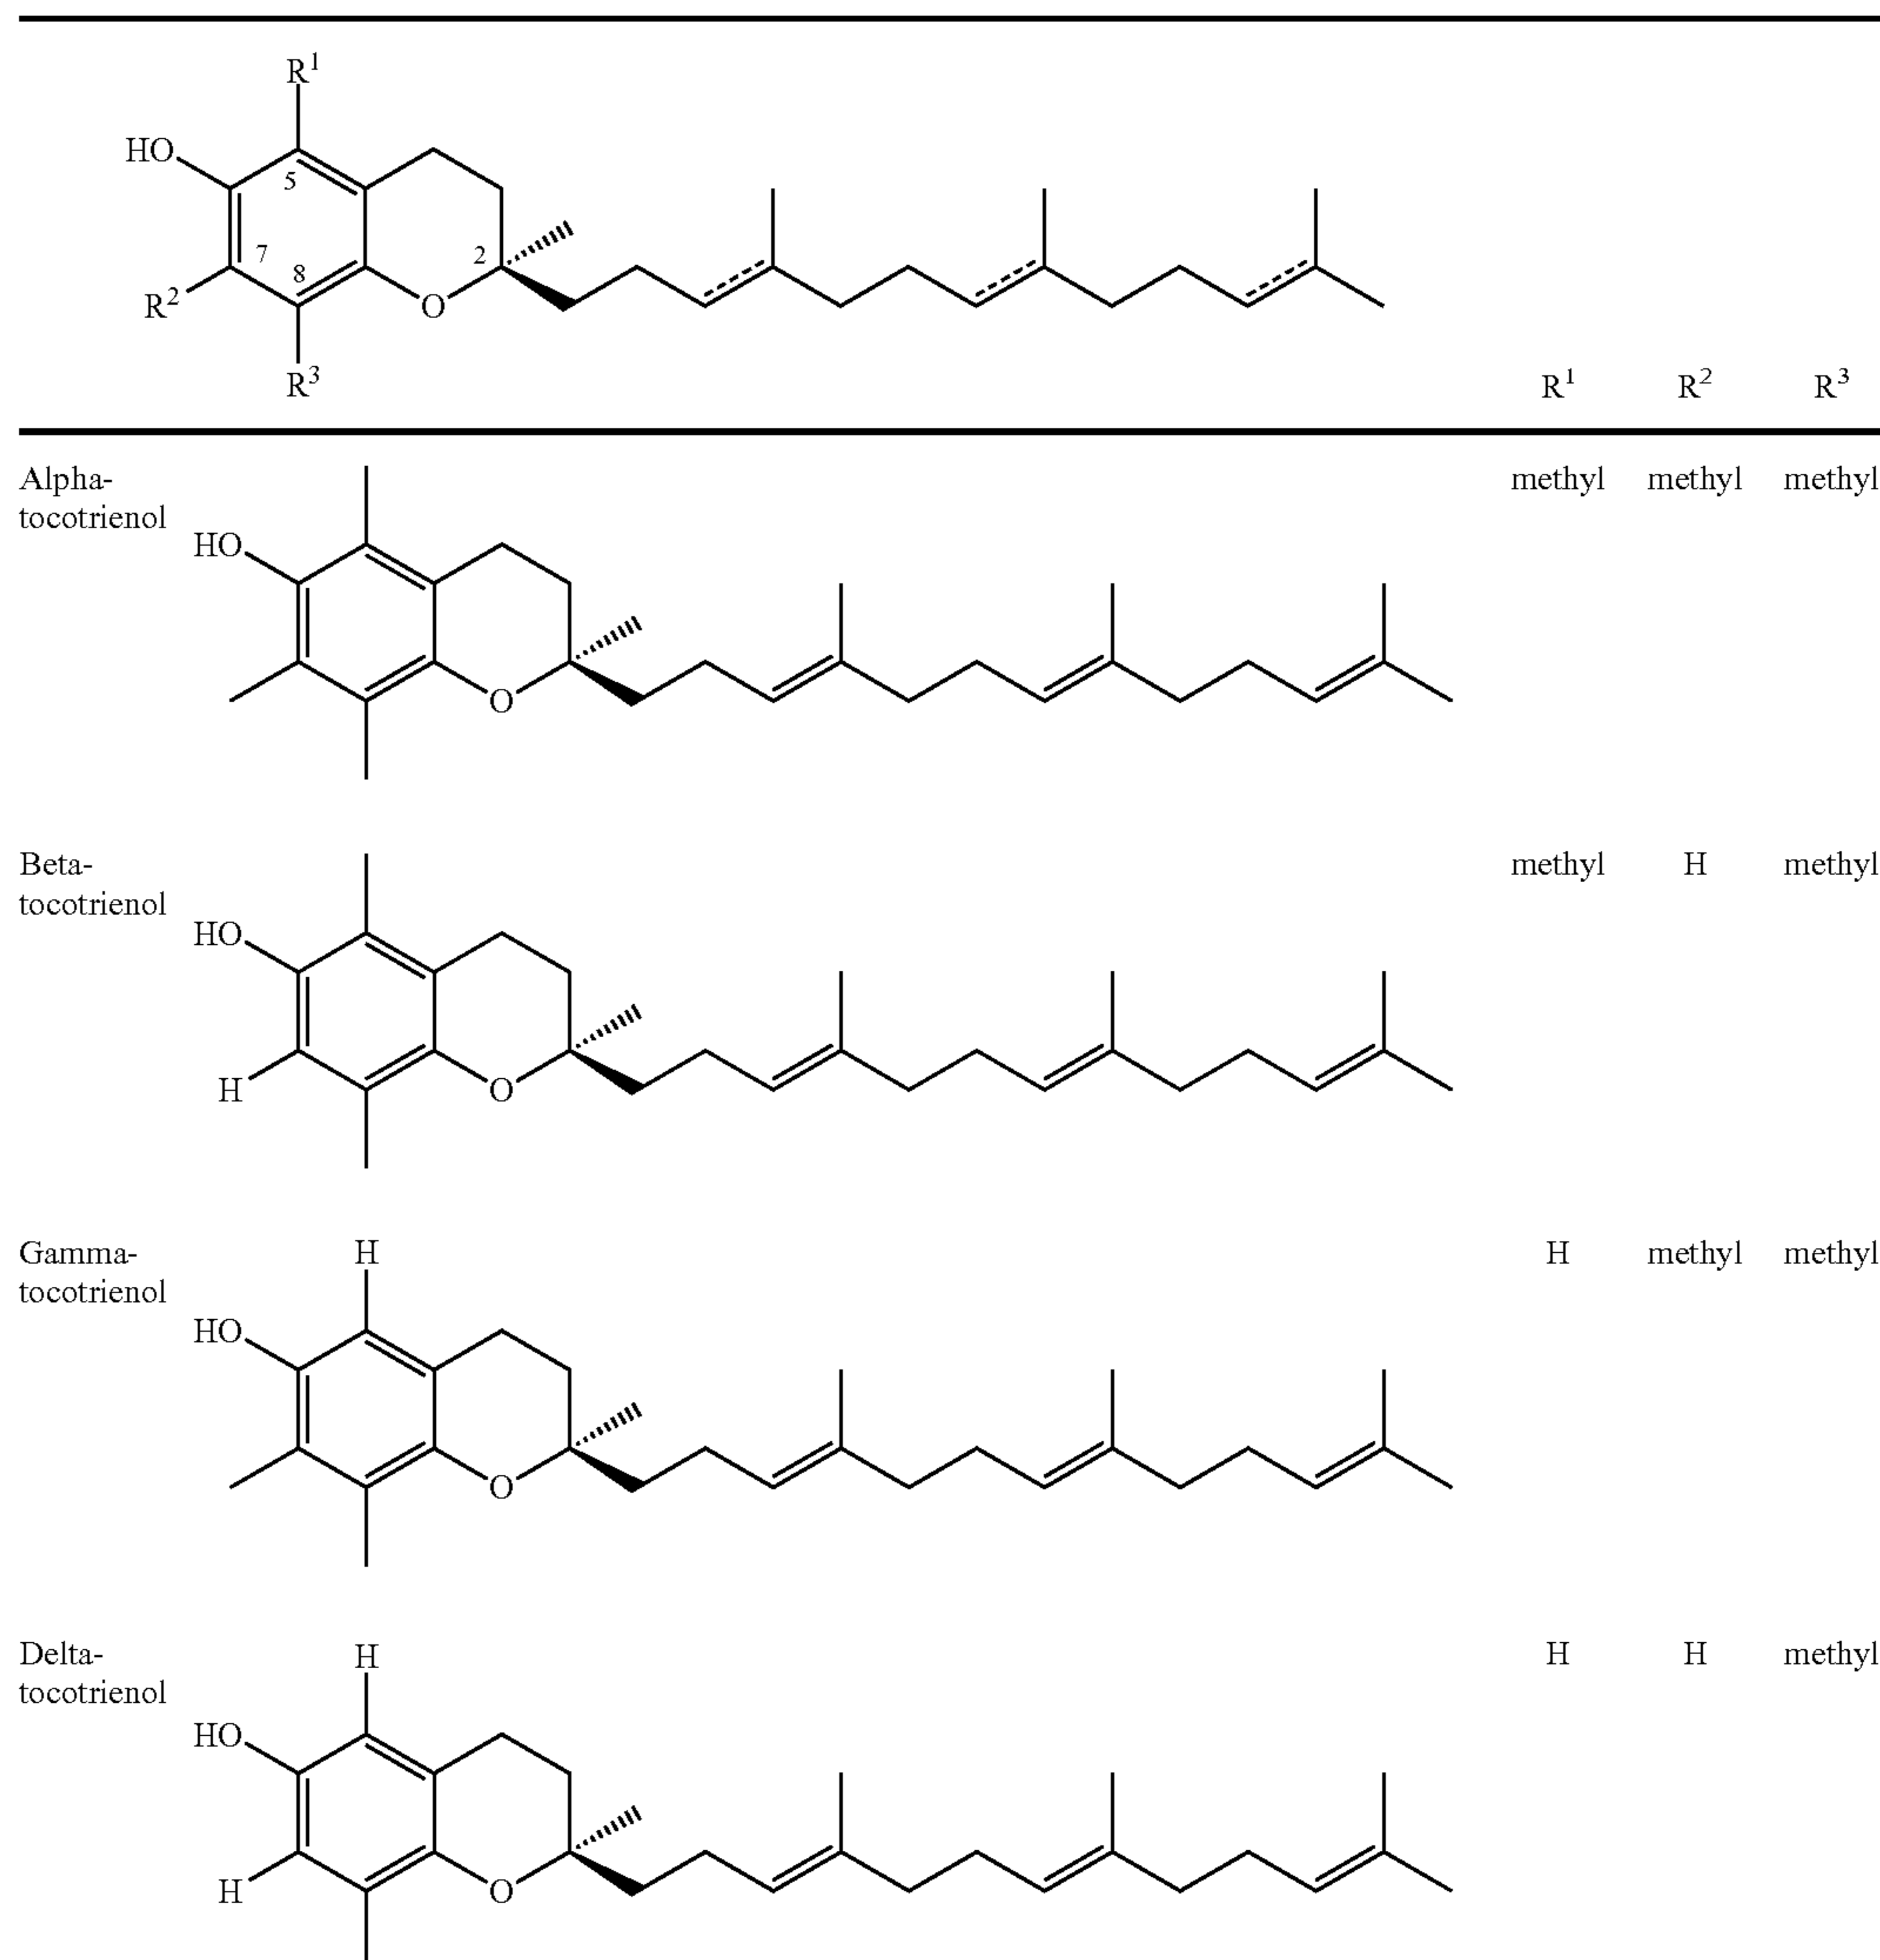 R¹
HO
5
7
2
8
R²
O
R³
R¹ R² R³
Alpha- methyl methyl methyl
tocotrienol
HO
O
Beta- methyl H methyl
tocotrienol
HO
H
O
Gamma- H H methyl methyl
tocotrienol
HO
O
Delta- H H H methyl
tocotrienol
HO
H
O